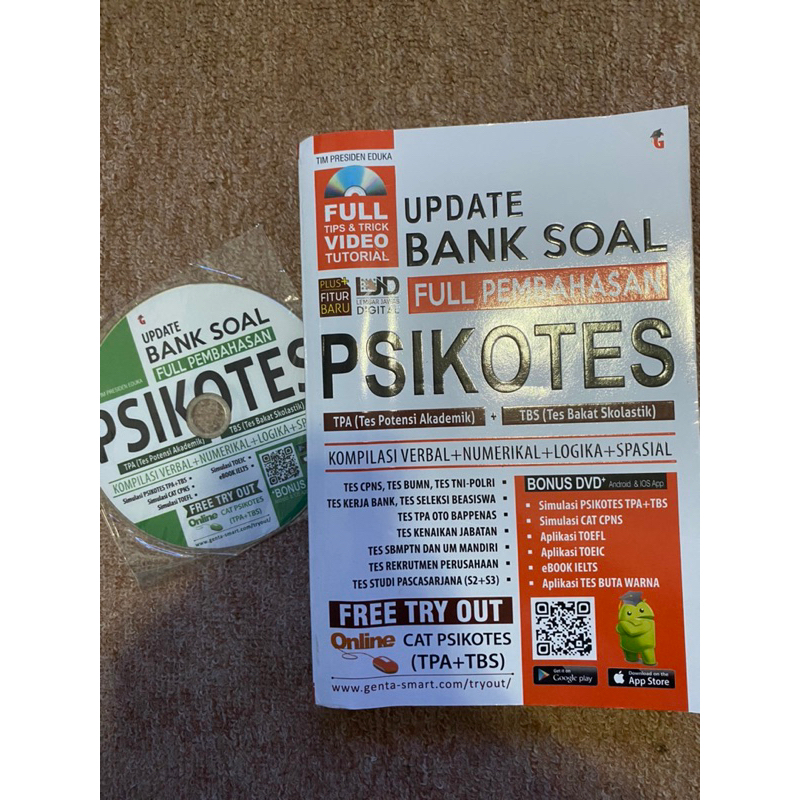 TIM PRESIDEN EDUKA
FULL
TIPS & TRICK
VIDEO
TUTORIAL
UPDATE
BANK SOAL
FULL PEMBAHASAN
PLUS+
FITUR
BARU
LJD
LEMBAR JAWAB
DIGITAL
PSIKOTES
TPA (Tes Potensi Akademik) + TBS (Tes Bakat Skolastik)
KOMPILASI VERBAL+NUMERIKAL+LOGIKA+SPASIAL
TES CPNS, TES BUMN, TES TNI-POLRI
TES KERJA BANK, TES SELEKSI BEASISWA
TES TPA OTO BAPPENAS
TES KENAIKAN JABATAN
TES SBMPTN DAN UM MANDIRI
TES REKRUTMEN PERUSAHAAN
TES STUDI PASCASARJANA (S2+S3)
BONUS DVD* Android & IOS App
Simulasi PSIKOTES TPA+TBS
Simulasi CAT CPNS
Aplikasi TOEFL
Aplikasi TOEIC
eBOOK IELTS
Aplikasi TES BUTA WARNA
FREE TRY OUT
Online CAT PSIKOTES
(TPA+TBS)
www.genta-smart.com/tryout/
Get it on
Google play
Download on the
App Store
G
G
UPDATE
BANK SOAL
FULL PEMBAHASAN
TIM PRESIDEN EDUKA
PSIKOTES
TPA (Tes Potensi Akademik) TBS (Tes Bakat Skolastik)
KOMPILASI VERBAL+NUMERIKAL+LOGIKA+SPA
Simulasi PSIKOTES TPA+TBS
Simulasi CAT CPNS
Simulasi TOEFL
Simulasi TOEIC
eBOOK IELTS
FREE TRY OUT
Online CAT PSIKOTES
(TPA+TBS)
www.genta-smart.com/tryout/
*BONUS